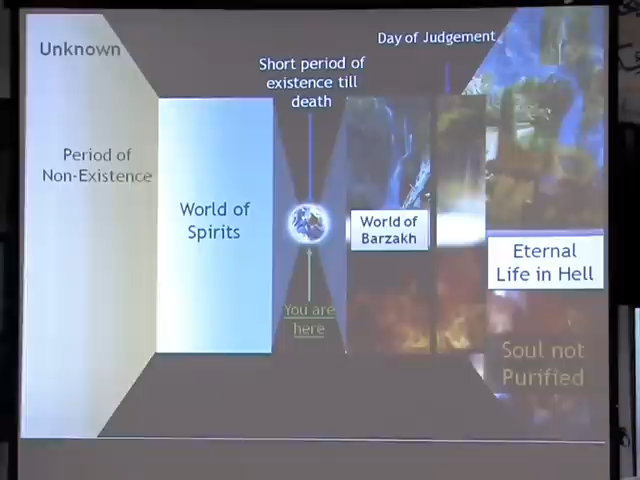 Unknown
Period of
Non-Existence
World of
Spirits
Short period of
existence till
death
You are
here
World of
Barzakh
Day of Judgement
Eternal
Life in Hell
Soul not
Purified